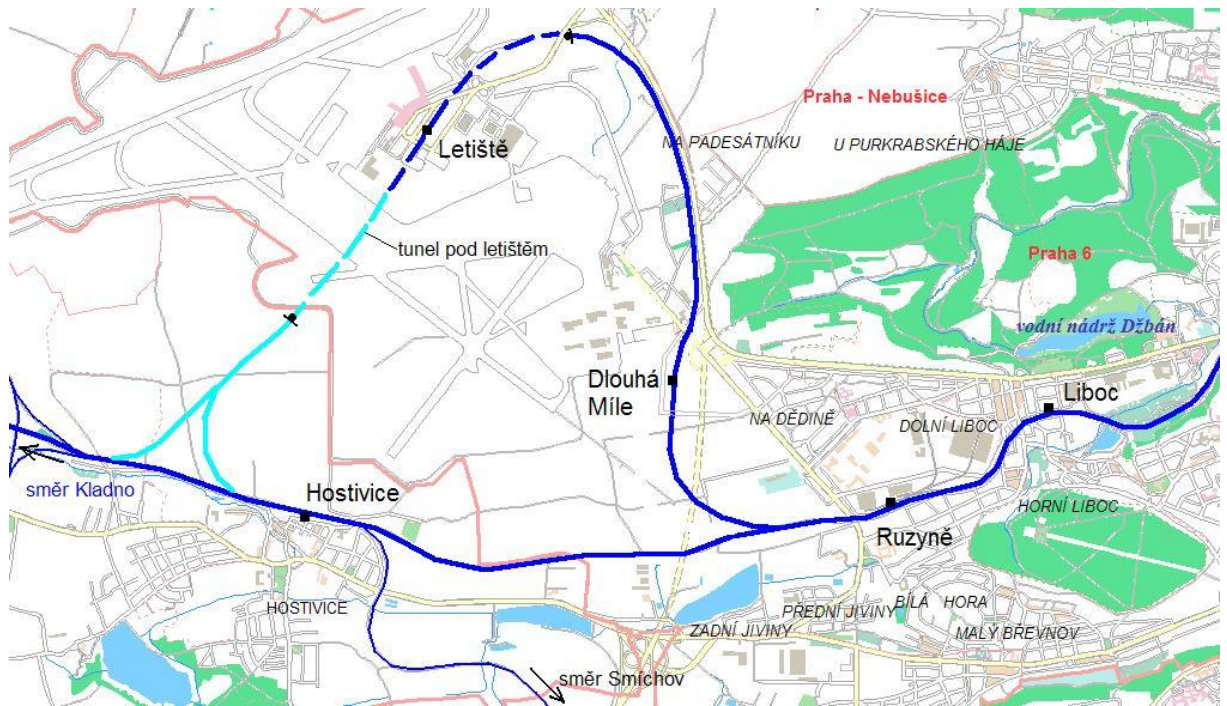 Praha - Nebušice
Letiště
NA PADESÁTNÍKU
U PURKRABSKÉHO HÁJE
tunel pod letištěm
Praha 6
vodní nádrž Džbán
Dlouhá
Míle
Liboc
NA DĚDINĚ
DOLNÍ LIBOC
směr Kladno
Hostivice
HORNÍ LIBOC
Ruzyně
HOSTIVICE
PŘEDNÍ JIVINY
BÍLÁ HORA
ZADNÍ JIVINY
MALÝ BŘEVNOV
směr Smíchov